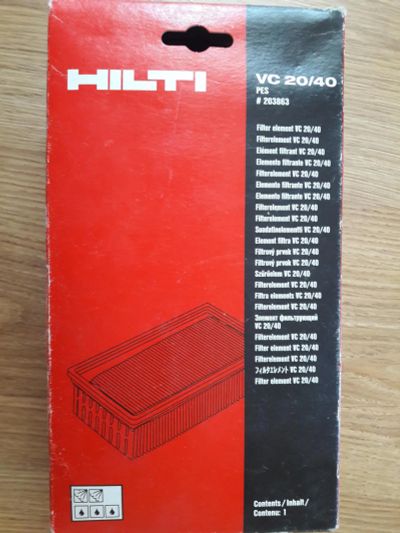 HILTI
VC 20/40
PES
# 203863
Filter element VC 20/40
Filterelement VC 20/40
Elément filtrant VC 20/40
Elemento filtrante VC 20/40
Filterelement VC 20/40
Elemento filtrante VC 20/40
Elemento filtrante VC 20/40
Filterelement VC 20/40
Filterelement VC 20/40
Suodatinelementti VC 20/40
Element filtra VC 20/40
Filtrový prvek VC 20/40
Filtrový prvok VC 20/40
Szűrőelem VC 20/40
Filterelement VC 20/40
Filtra elements VC 20/40
Filterelement VC 20/40
Элемент фильтрующий
VC 20/40
Filterelement VC 20/40
Filter element VC 20/40
Filterelement VC 20/40
フィルタエレメント VC 20/40
Filter element VC 20/40
Contents / Inhalt /
Contenu: 1